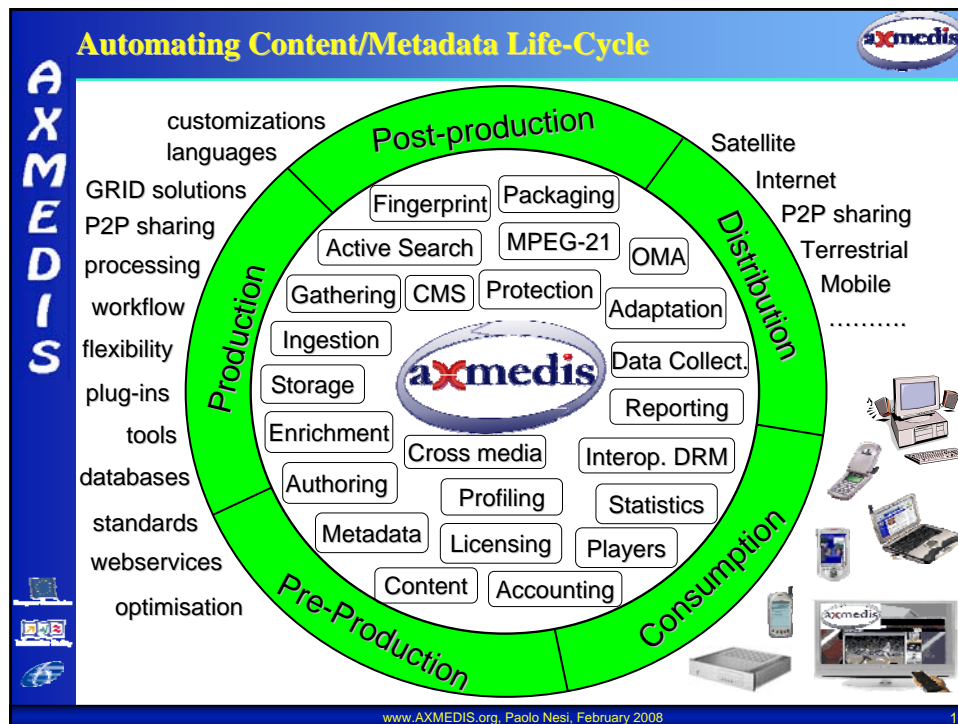 Automating Content/Metadata Life-Cycle
axmedis
AXMEDIS
customizations
languages
GRID solutions
P2P sharing
processing
workflow
flexibility
plug-ins
tools
databases
standards
webservices
optimisation
Post-production
Production
Pre-Production
Distribution
Consumption
Fingerprint
Packaging
Active Search
MPEG-21
OMA
Gathering
CMS
Protection
Adaptation
Ingestion
axmedis
Data Collect.
Storage
Reporting
Enrichment
Cross media
Interop. DRM
Authoring
Profiling
Statistics
Metadata
Licensing
Players
Content
Accounting
Satellite
Internet
P2P sharing
Terrestrial
Mobile
……….
axmedis
www.AXMEDIS.org, Paolo Nesi, February 2008
1